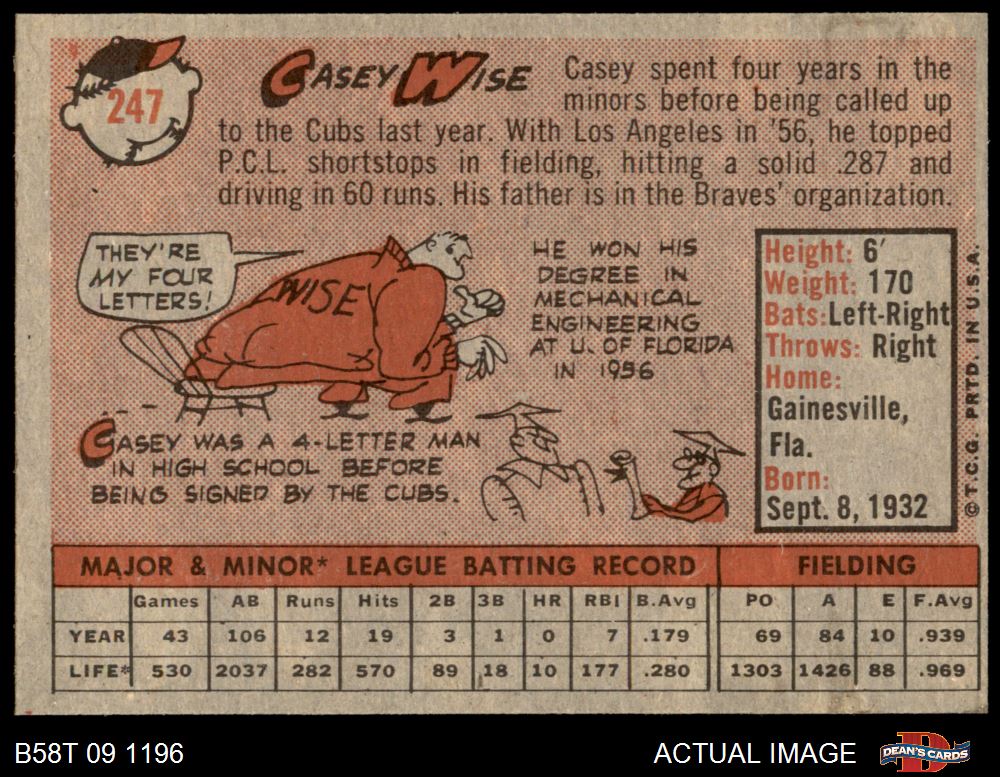 247
CASEY WISE
Casey spent four years in the
minors before being called up
to the Cubs last year. With Los Angeles in '56, he topped
P.C.L. shortstops in fielding, hitting a solid .287 and
driving in 60 runs. His father is in the Braves' organization.
THEY'RE
MY FOUR
LETTERS!
WISE
HE WON HIS
DEGREE IN
MECHANICAL
ENGINEERING
AT U. OF FLORIDA
IN 1956
CASEY WAS A 4-LETTER MAN
IN HIGH SCHOOL BEFORE
BEING SIGNED BY THE CUBS.
Height: 6'
Weight: 170
Bats: Left-Right
Throws: Right
Home:
Gainesville,
Fla.
Born:
Sept. 8, 1932
© T.C.G. PRTD. IN U.S.A.
MAJOR & MINOR* LEAGUE BATTING RECORD FIELDING
Games AB Runs Hits 2B 3B HR RBI B.Avg PO A E F.Avg
YEAR 43 106 12 19 3 1 0 7 .179 69 84 10 .939
LIFE* 530 2037 282 570 89 18 10 177 .280 1303 1426 88 .969
B58T 09 1196
ACTUAL IMAGE
D
DEAN'S CARDS